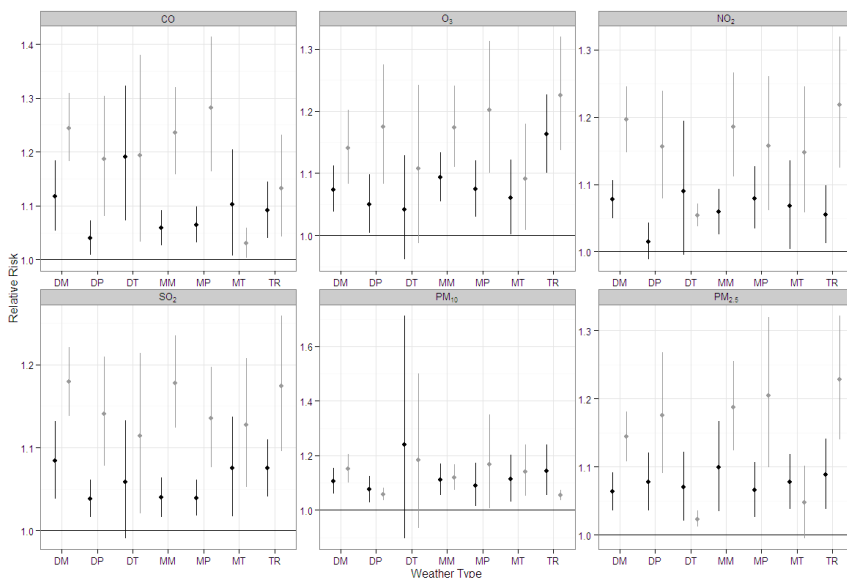 CO
O₃
NO₂
1.4
1.3
1.2
1.1
1.0
1.3
1.2
1.1
1.0
1.3
1.2
1.1
1.0
DM DP DT MM MP MT TR
DM DP DT MM MP MT TR
DM DP DT MM MP MT TR
Relative Risk
SO₂
PM₁₀
PM₂.₅
1.2
1.1
1.0
1.6
1.4
1.2
1.0
1.3
1.2
1.1
1.0
DM DP DT MM MP MT TR
DM DP DT MM MP MT TR
DM DP DT MM MP MT TR
Weather Type